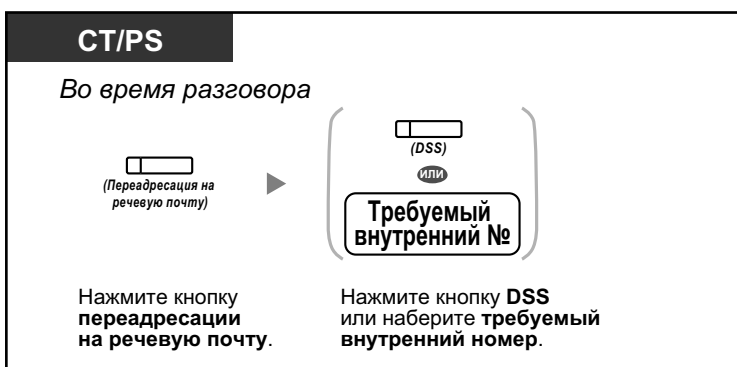 CT/PS
Во время разговора
(Переадресация на
речевую почту)
(DSS)
или
Требуемый
внутренний №
Нажмите кнопку
переадресации
на речевую почту.
Нажмите кнопку DSS
или наберите требуемый
внутренний номер.